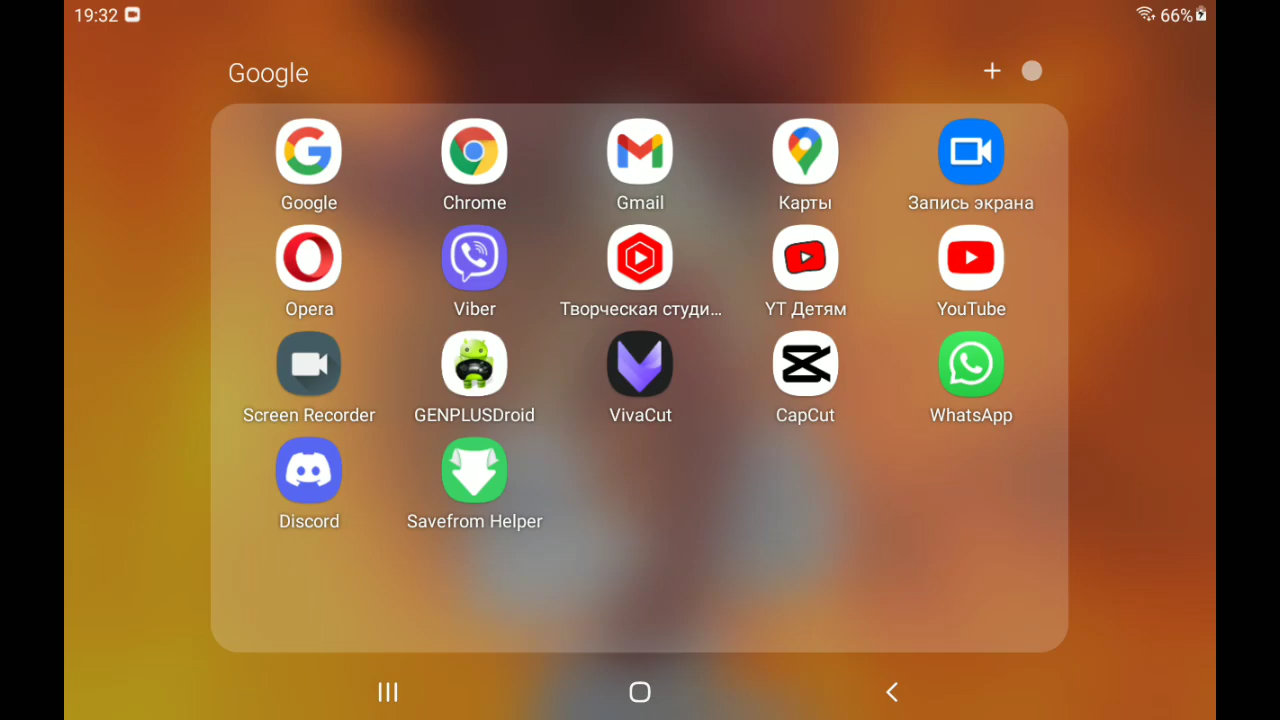 19:32
66%
Google
Google
Chrome
Gmail
Карты
Запись экрана
Opera
Viber
Творческая студи...
YT Детям
YouTube
Screen Recorder
GENPLUSDroid
VivaCut
CapCut
WhatsApp
Discord
Savefrom Helper